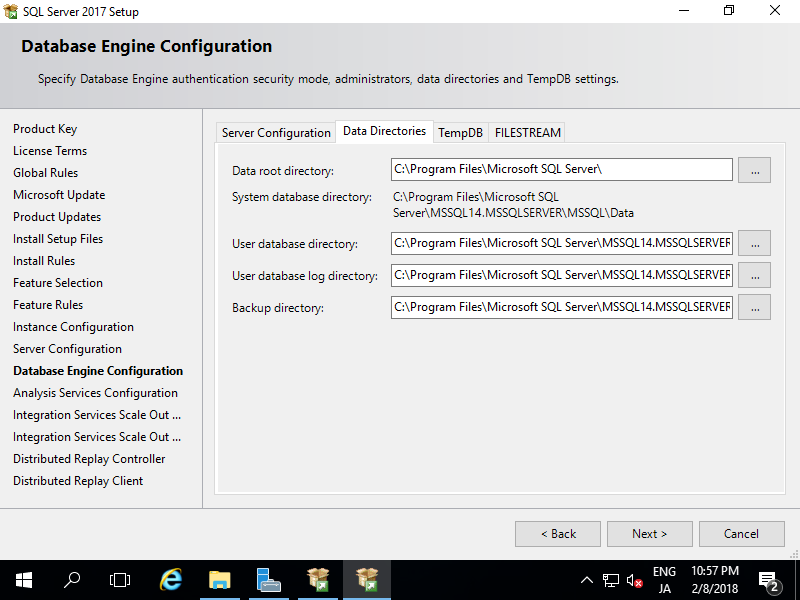 SQL Server 2017 Setup
Database Engine Configuration
Specify Database Engine authentication security mode, administrators, data directories and TempDB settings.
Product Key
License Terms
Global Rules
Microsoft Update
Product Updates
Install Setup Files
Install Rules
Feature Selection
Feature Rules
Instance Configuration
Server Configuration
Database Engine Configuration
Analysis Services Configuration
Integration Services Scale Out ...
Integration Services Scale Out ...
Distributed Replay Controller
Distributed Replay Client
Server Configuration Data Directories TempDB FILESTREAM
Data root directory: C:\Program Files\Microsoft SQL Server\ ...
System database directory: C:\Program Files\Microsoft SQL
Server\MSSQL14.MSSQLSERVER\MSSQL\Data
User database directory: C:\Program Files\Microsoft SQL Server\MSSQL14.MSSQLSERVER ...
User database log directory: C:\Program Files\Microsoft SQL Server\MSSQL14.MSSQLSERVER ...
Backup directory: C:\Program Files\Microsoft SQL Server\MSSQL14.MSSQLSERVER ...
< Back Next > Cancel
ENG 10:57 PM
JA 2/8/2018 2